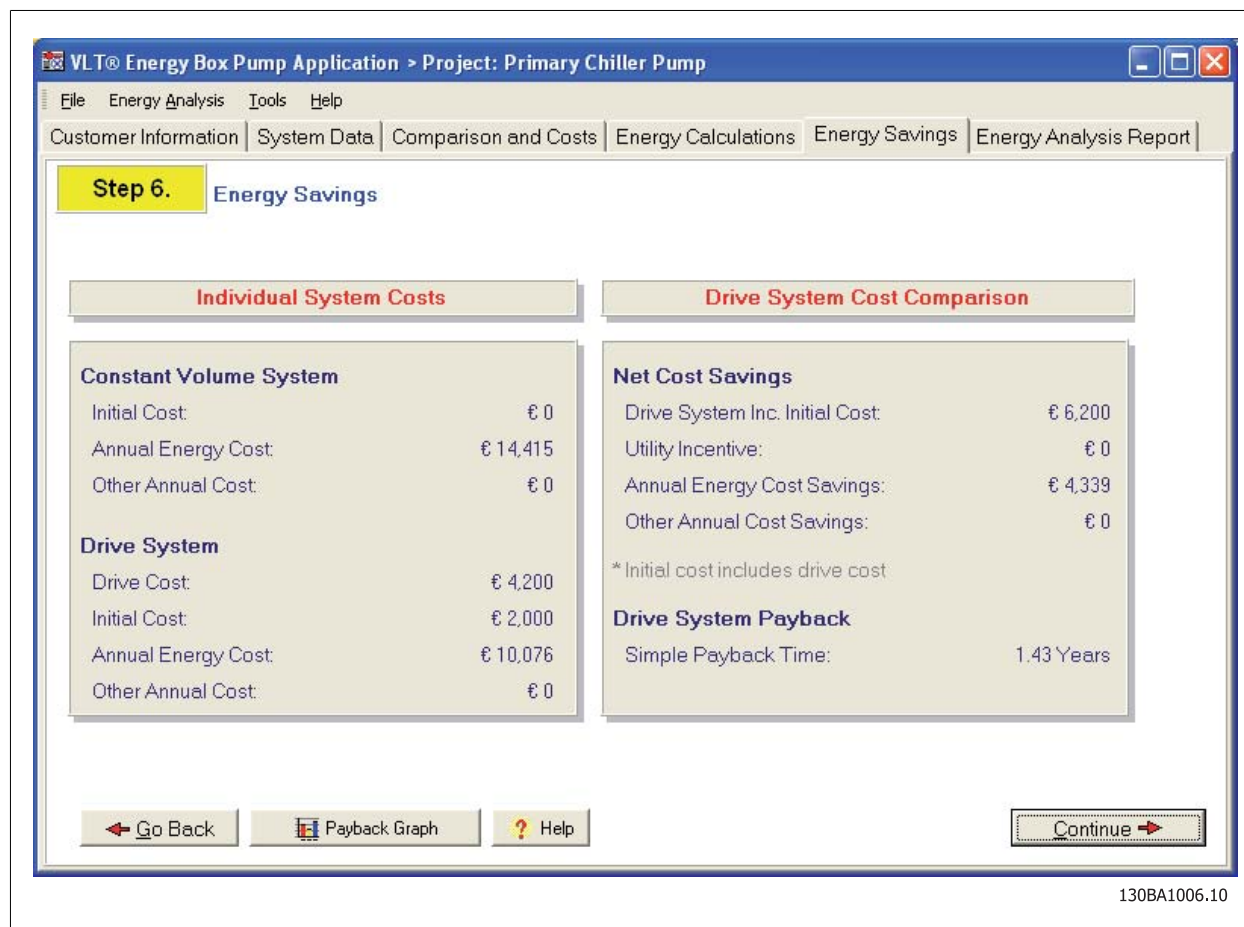 VLT® Energy Box Pump Application > Project: Primary Chiller Pump
File Energy Analysis Tools Help
Customer Information System Data Comparison and Costs Energy Calculations Energy Savings Energy Analysis Report
Step 6. Energy Savings
Individual System Costs
Constant Volume System
Initial Cost: € 0
Annual Energy Cost: € 14,415
Other Annual Cost: € 0
Drive System
Drive Cost: € 4,200
Initial Cost: € 2,000
Annual Energy Cost: € 10,076
Other Annual Cost: € 0
Drive System Cost Comparison
Net Cost Savings
Drive System Inc. Initial Cost: € 6,200
Utility Incentive: € 0
Annual Energy Cost Savings: € 4,339
Other Annual Cost Savings: € 0
* Initial cost includes drive cost
Drive System Payback
Simple Payback Time: 1.43 Years
Go Back Payback Graph ? Help Continue
130BA1006.10